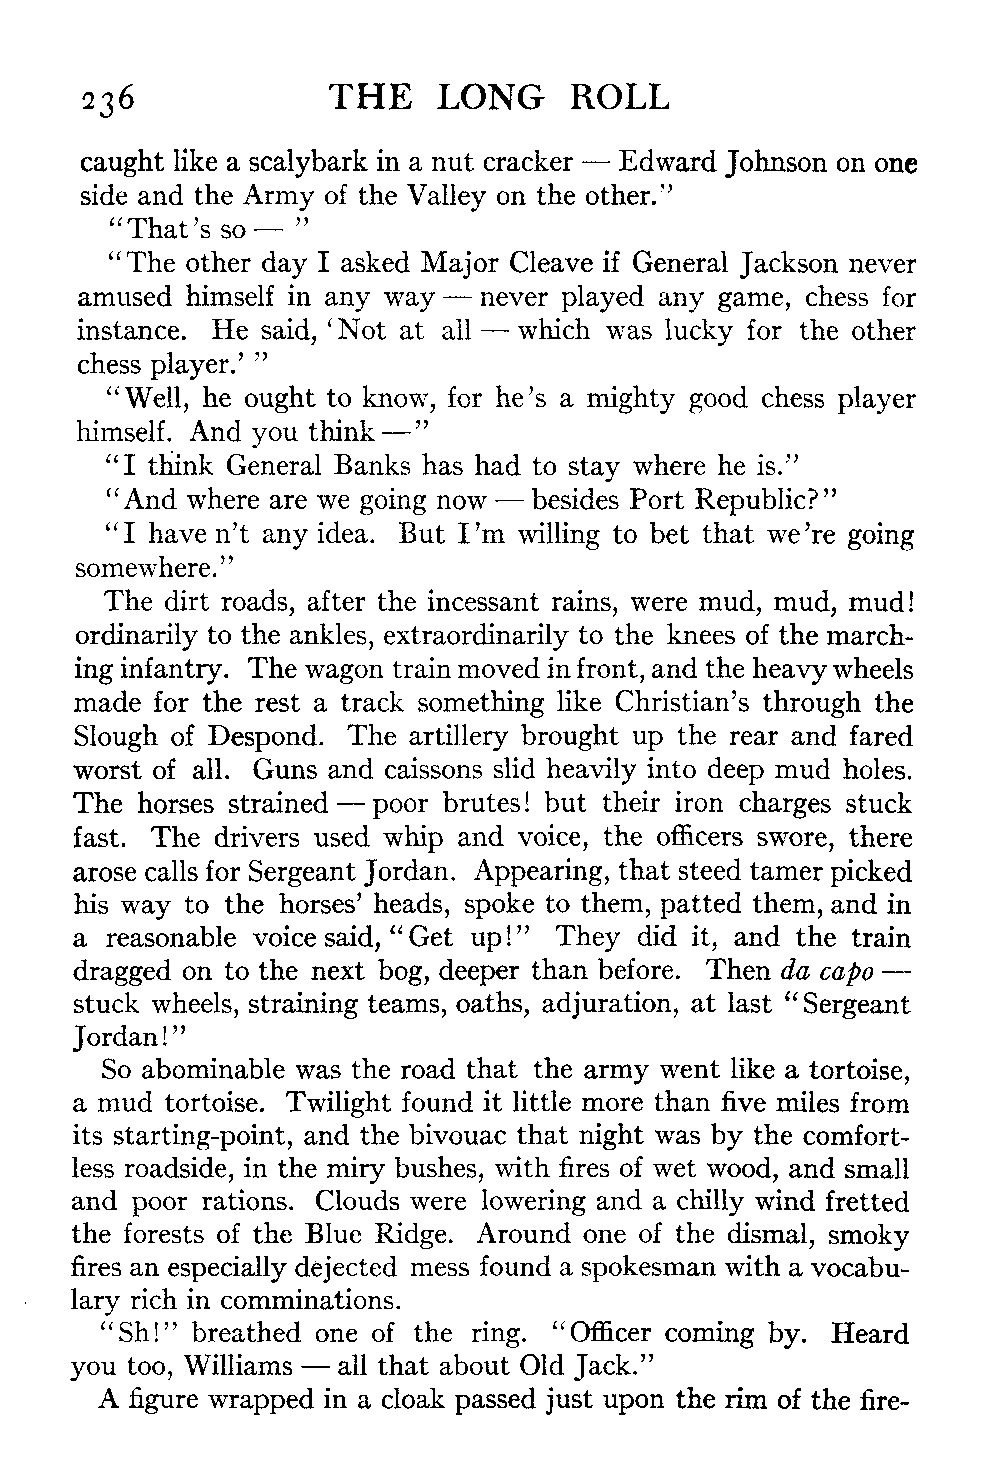 236 THE LONG ROLL
caught like a scalybark in a nut cracker — Edward Johnson on one
side and the Army of the Valley on the other."
"That's so — "
"The other day I asked Major Cleave if General Jackson never
amused himself in any way — never played any game, chess for
instance. He said, 'Not at all — which was lucky for the other
chess player.' "
"Well, he ought to know, for he's a mighty good chess player
himself. And you think —"
"I think General Banks has had to stay where he is."
"And where are we going now — besides Port Republic?"
"I have n't any idea. But I'm willing to bet that we're going
somewhere."
The dirt roads, after the incessant rains, were mud, mud, mud!
ordinarily to the ankles, extraordinarily to the knees of the march-
ing infantry. The wagon train moved in front, and the heavy wheels
made for the rest a track something like Christian's through the
Slough of Despond. The artillery brought up the rear and fared
worst of all. Guns and caissons slid heavily into deep mud holes.
The horses strained — poor brutes! but their iron charges stuck
fast. The drivers used whip and voice, the officers swore, there
arose calls for Sergeant Jordan. Appearing, that steed tamer picked
his way to the horses' heads, spoke to them, patted them, and in
a reasonable voice said, "Get up!" They did it, and the train
dragged on to the next bog, deeper than before. Then da capo —
stuck wheels, straining teams, oaths, adjuration, at last "Sergeant
Jordan!"
So abominable was the road that the army went like a tortoise,
a mud tortoise. Twilight found it little more than five miles from
its starting-point, and the bivouac that night was by the comfort-
less roadside, in the miry bushes, with fires of wet wood, and small
and poor rations. Clouds were lowering and a chilly wind fretted
the forests of the Blue Ridge. Around one of the dismal, smoky
fires an especially dejected mess found a spokesman with a vocabu-
lary rich in comminations.
"Sh!" breathed one of the ring. "Officer coming by. Heard
you too, Williams — all that about Old Jack."
A figure wrapped in a cloak passed just upon the rim of the fire-